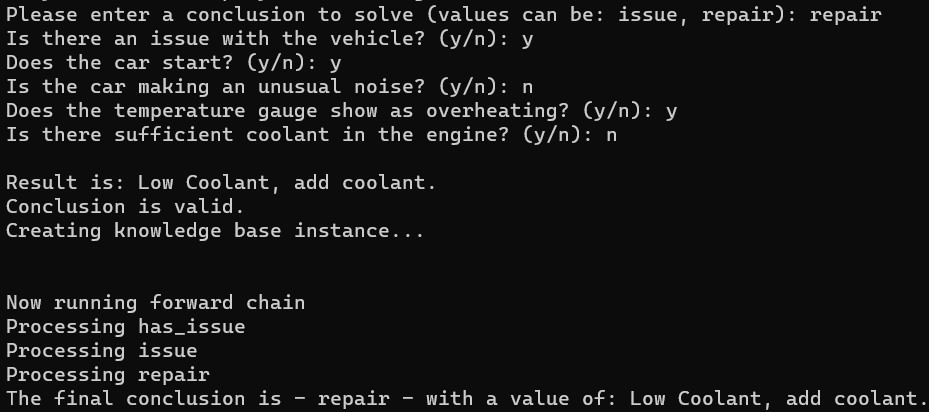 Please enter a conclusion to solve (values can be: issue, repair): repair
Is there an issue with the vehicle? (y/n): y
Does the car start? (y/n): y
Is the car making an unusual noise? (y/n): n
Does the temperature gauge show as overheating? (y/n): y
Is there sufficient coolant in the engine? (y/n): n
Result is: Low Coolant, add coolant.
Conclusion is valid.
Creating knowledge base instance...
Now running forward chain
Processing has_issue
Processing issue
Processing repair
The final conclusion is - repair - with a value of: Low Coolant, add coolant.